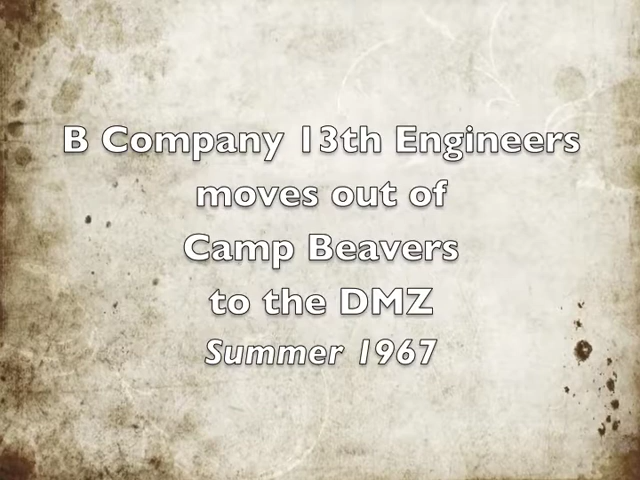 B Company 13th Engineers
moves out of
Camp Beavers
to the DMZ
Summer 1967